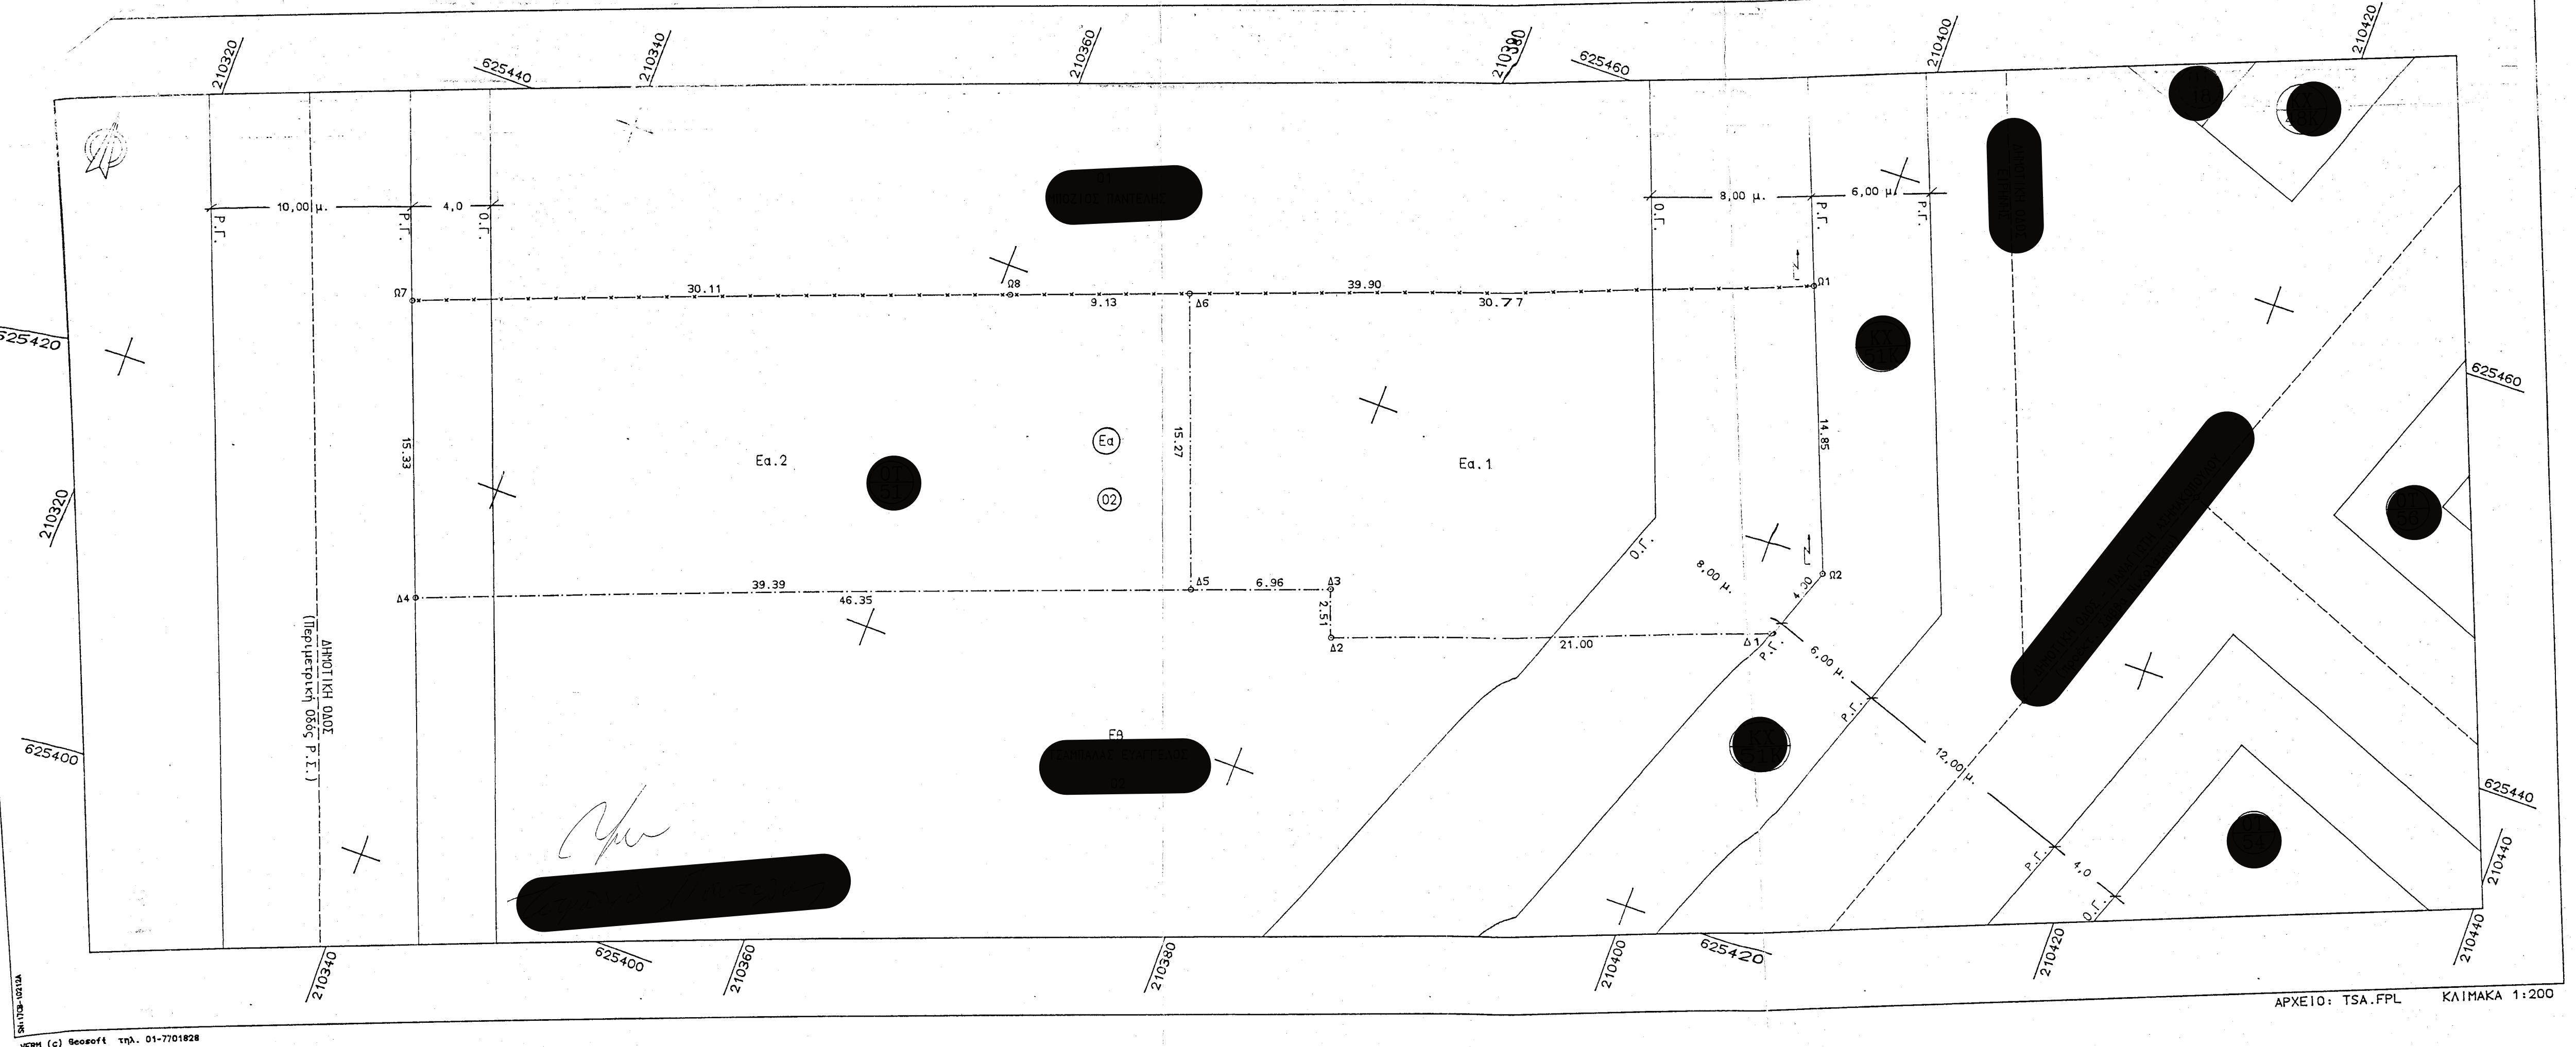 210320
625440
210340
210360
625460
210400
210420
10,00 μ.
4,0
Ρ.Γ.
Ρ.Γ.
Ο.Γ.
8,00 μ.
6,00 μ.
Ο.Γ.
Ρ.Γ.
Ρ.Γ.
Ω7
30.11
Ω8
9.13
Δ6
39.90
30.77
Ω1
625420
625460
15.33
Εα.2
Εα
02
15.27
Εα.1
14.85
210320
Ο.Γ.
8,00 μ.
4.30
Ω2
Δ4
39.39
46.35
Δ5
6.96
Δ3
2.51
Δ2
21.00
Δ1
Ρ.Γ.
6,00 μ.
Ρ.Γ.
12,00 μ.
ΔΗΜΟΤΙΚΗ ΟΔΟΣ
(Περιμετρική οδός Ρ.Σ.)
625400
Εβ
625440
Ρ.Γ.
4,0
Ο.Γ.
210440
210340
625400
210360
210380
210400
625420
210420
210440
ΑΡΧΕΙΟ: TSA.FPL ΚΛΙΜΑΚΑ 1:200
VERM (c) Geosoft τηλ. 01-7701828